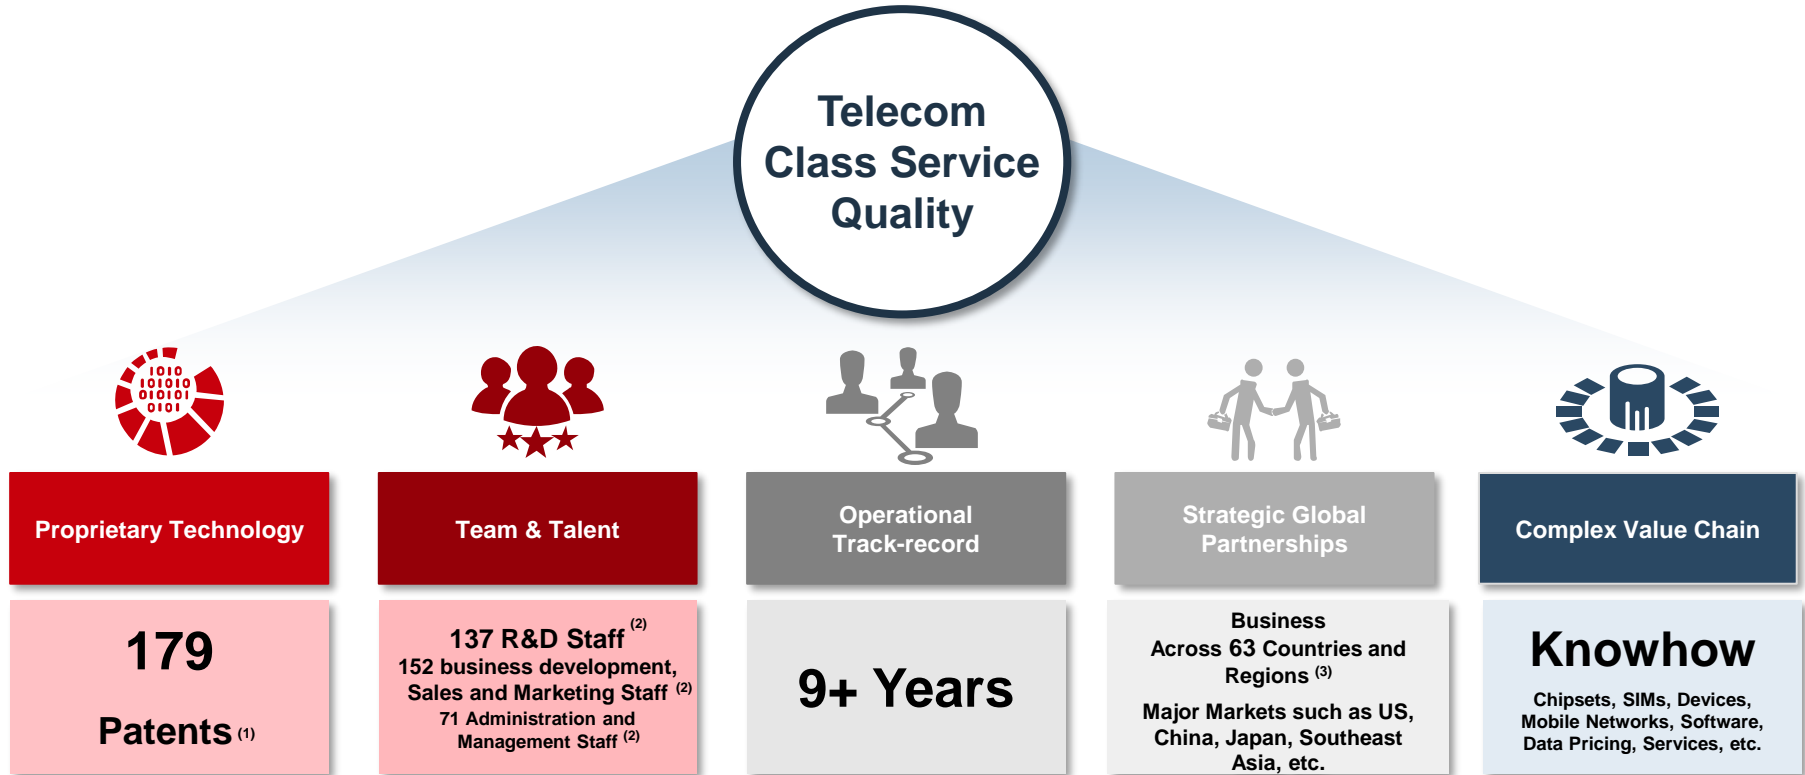 Telecom
Class Service
Quality
1010
101010
0101
Proprietary Technology
179
Patents (1)
Team & Talent
137 R&D Staff (2)
152 business development,
Sales and Marketing Staff (2)
71 Administration and
Management Staff (2)
Operational
Track-record
9+ Years
Strategic Global
Partnerships
Business
Across 63 Countries and
Regions (3)
Major Markets such as US,
China, Japan, Southeast
Asia, etc.
Complex Value Chain
Knowhow
Chipsets, SIMs, Devices,
Mobile Networks, Software,
Data Pricing, Services, etc.